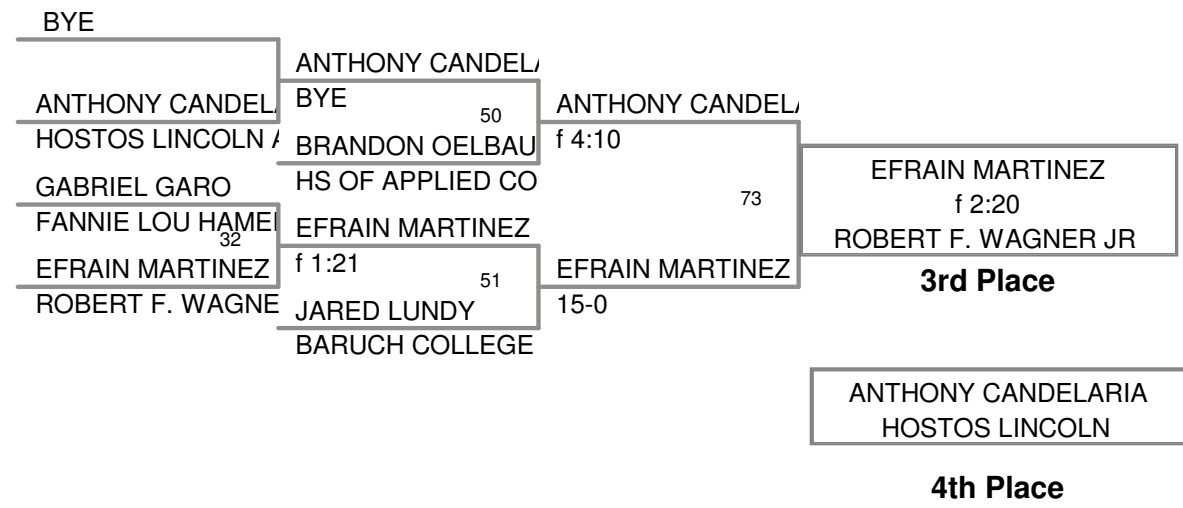 BYE
ANTHONY CANDEL
HOSTOS LINCOLN
GABRIEL GARO
FANNIE LOU HAME
32
EFRAIN MARTINEZ
ROBERT F. WAGNE
ANTHONY CANDEL
BYE
50
BRANDON OELBAU
HS OF APPLIED CO
EFRAIN MARTINEZ
f 1:21
51
JARED LUNDY
BARUCH COLLEGE
ANTHONY CANDEL
f 4:10
73
EFRAIN MARTINEZ
15-0
EFRAIN MARTINEZ
f 2:20
ROBERT F. WAGNER JR
3rd Place
ANTHONY CANDELARIA
HOSTOS LINCOLN
4th Place